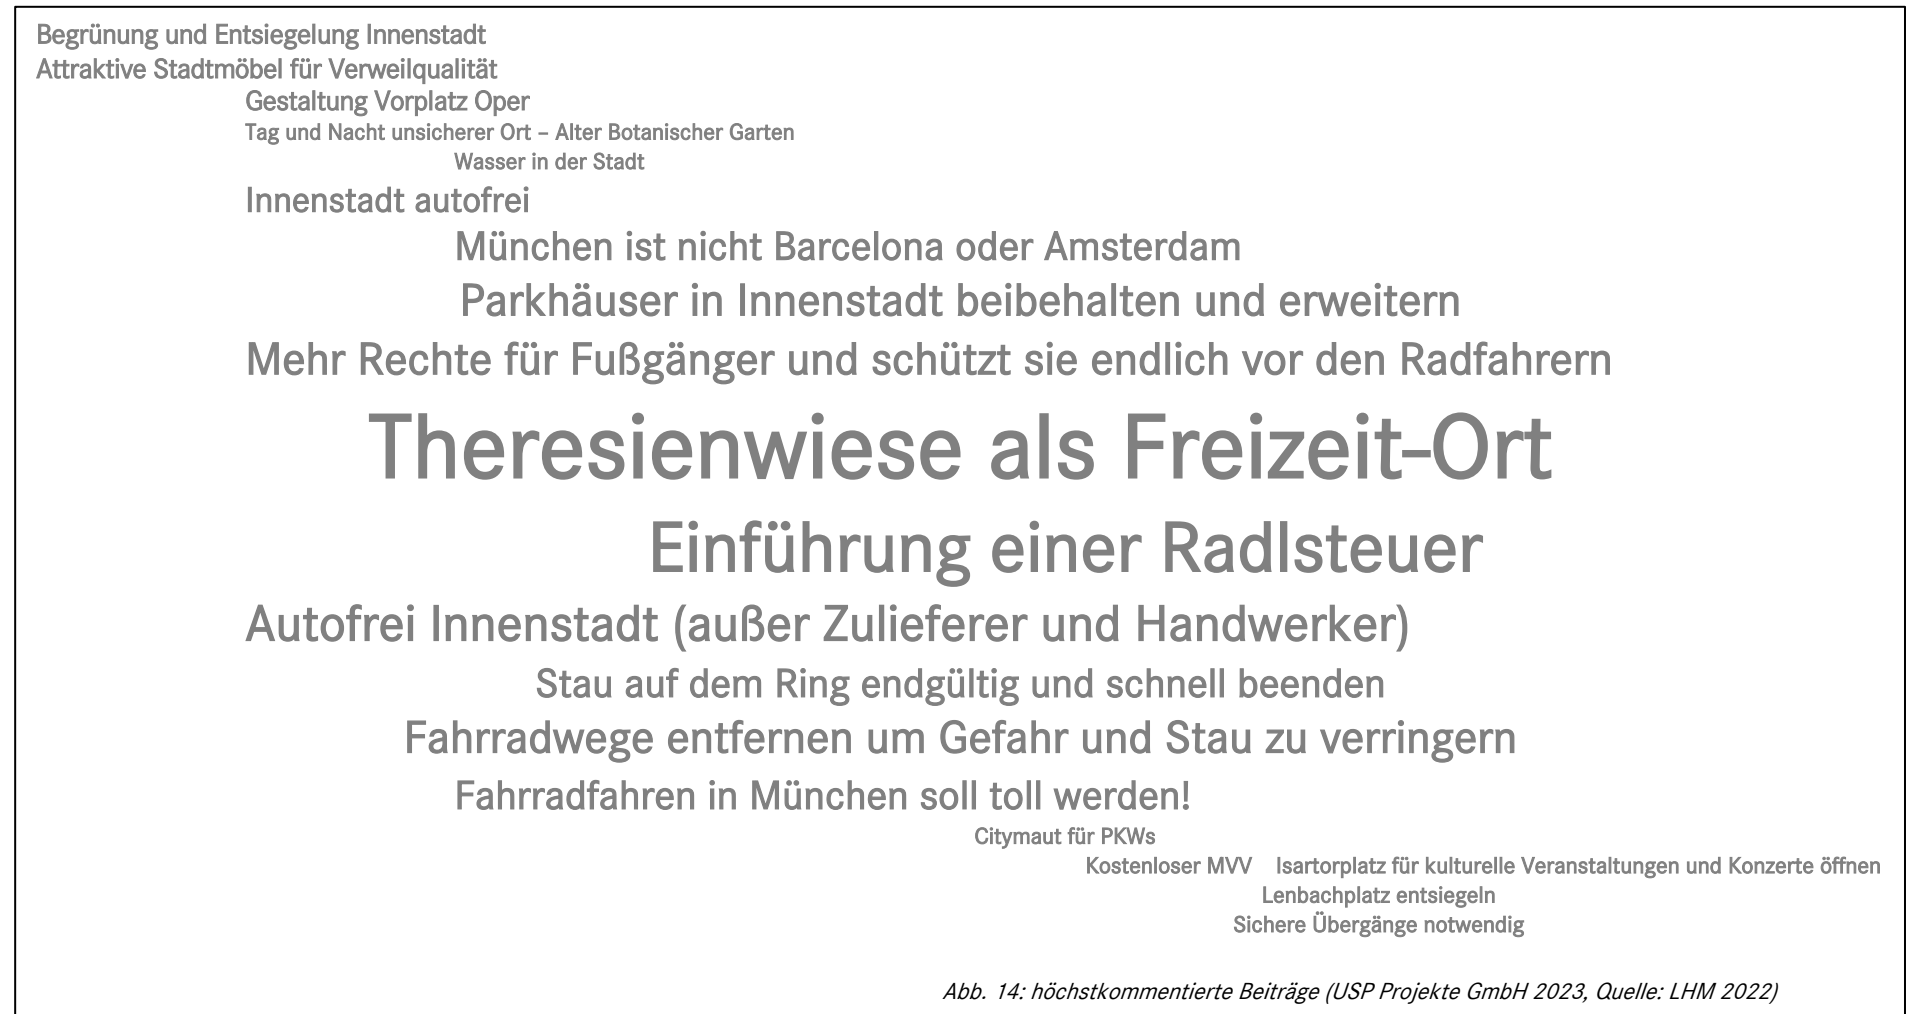 Begrünung und Entsiegelung Innenstadt
Attraktive Stadtmöbel für Verweilqualität
Gestaltung Vorplatz Oper
Tag und Nacht unsicherer Ort – Alter Botanischer Garten
Wasser in der Stadt
Innenstadt autofrei
München ist nicht Barcelona oder Amsterdam
Parkhäuser in Innenstadt beibehalten und erweitern
Mehr Rechte für Fußgänger und schützt sie endlich vor den Radfahrern
Theresienwiese als Freizeit-Ort
Einführung einer Radlsteuer
Autofrei Innenstadt (außer Zulieferer und Handwerker)
Stau auf dem Ring endgültig und schnell beenden
Fahrradwege entfernen um Gefahr und Stau zu verringern
Fahrradfahren in München soll toll werden!
Citymaut für PKWs
Kostenloser MVV Isartorplatz für kulturelle Veranstaltungen und Konzerte öffnen
Lenbachplatz entsiegeln
Sichere Übergänge notwendig
Abb. 14: höchstkommentierte Beiträge (USP Projekte GmbH 2023, Quelle: LHM 2022)